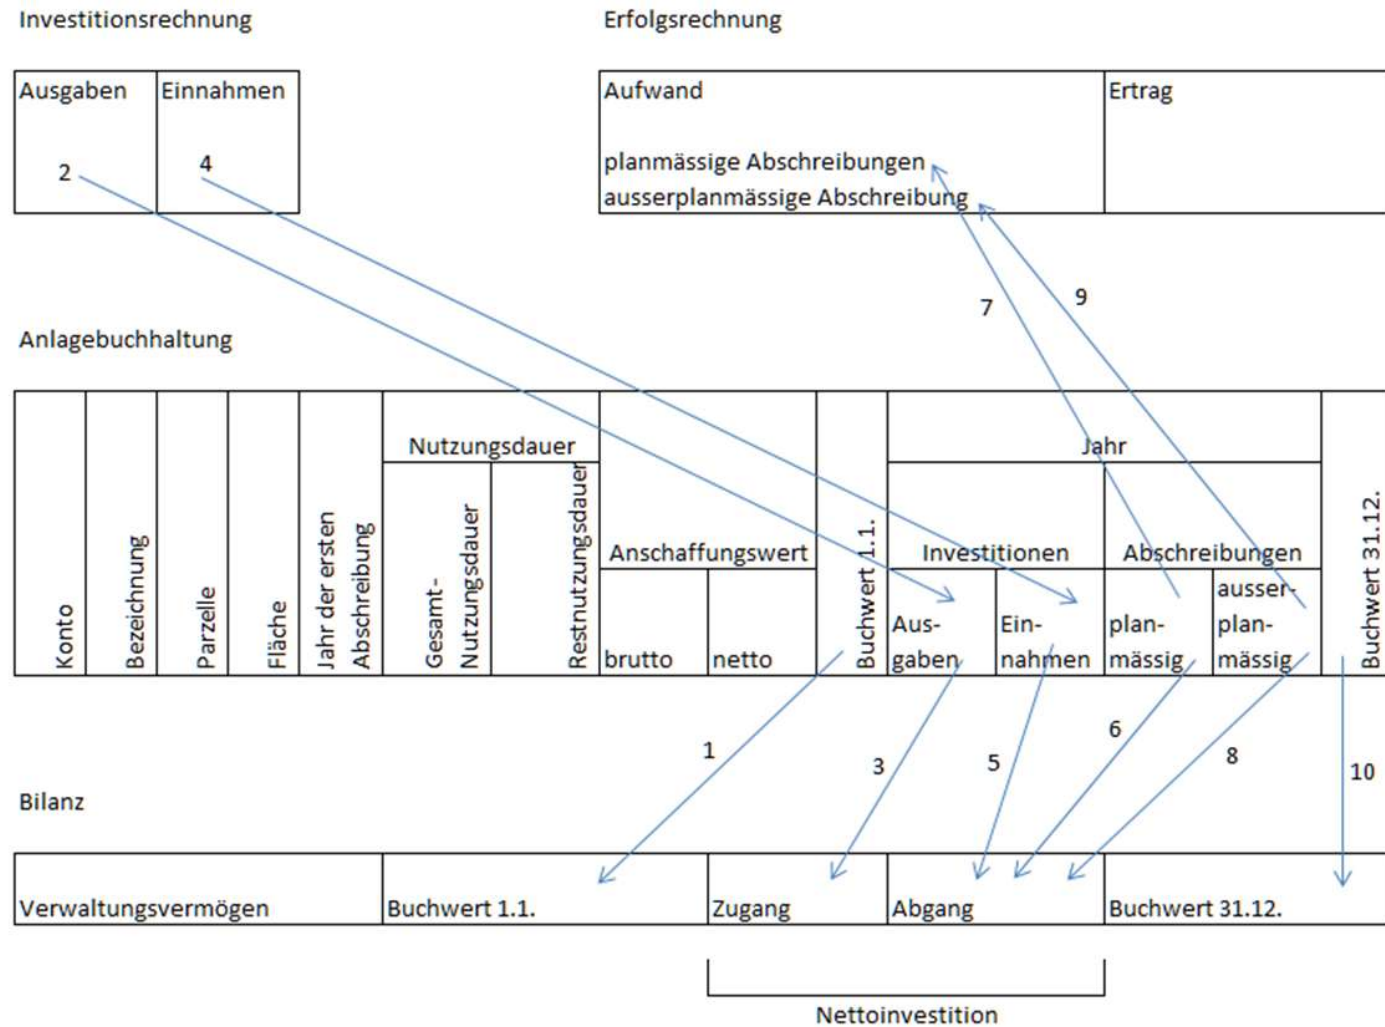 Investitionsrechnung
Erfolgsrechnung
Ausgaben
Einnahmen
Aufwand
Ertrag
2
4
planmässige Abschreibungen
ausserplanmässige Abschreibung
7
9
Anlagebuchhaltung
Konto
Bezeichnung
Parzelle
Fläche
Jahr der ersten
Abschreibung
Nutzungsdauer
Gesamt-
Nutzungsdauer
Restnutzungsdauer
Anschaffungswert
brutto
netto
Buchwert 1.1.
Jahr
Investitionen
Aus-
gaben
Ein-
nahmen
Abschreibungen
plan-
mässig
ausser-
plan-
mässig
Buchwert 31.12.
1
3
5
6
8
10
Bilanz
Verwaltungsvermögen
Buchwert 1.1.
Zugang
Abgang
Buchwert 31.12.
Nettoinvestition